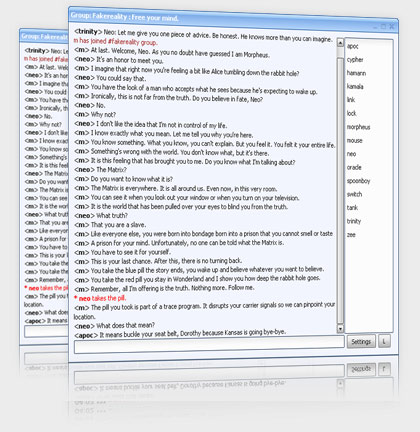 Group: Fakereality : Free your mind.
<trinity> Neo: Let me give you one piece of advice. Be honest. He knows more than you can imagine.
m has joined #fakereality group.
<m> At last. Welcome, Neo. As you no doubt have guessed I am Morpheus.
<neo> It's an honor to meet you.
<m> I imagine that right now you're feeling a bit like Alice tumbling down the rabbit hole?
<neo> You could say that.
<m> You have the look of a man who accepts what he sees because he's expecting to wake up.
<m> Ironically, this is not far from the truth. Do you believe in fate, Neo?
<neo> No.
<m> Why not?
<neo> I don't like the idea that I'm not in control of my life.
<m> I know exactly what you mean. Let me tell you why you're here.
<m> You know something. What you know, you can't explain. But you feel it. You felt it your entire life.
<m> Something's wrong with the world. You don't know what, but it's there.
<m> It is this feeling that has brought you to me. Do you know what I'm talking about?
<neo> The Matrix?
<m> Do you want to know what it is?
<m> The Matrix is everywhere. It is all around us. Even now, in this very room.
<m> You can see it when you look out your window or when you turn on your television.
<m> It is the world that has been pulled over your eyes to blind you from the truth.
<neo> What truth?
<m> That you are a slave.
<m> Like everyone else, you were born into bondage born into a prison that you cannot smell or taste
<m> A prison for your mind. Unfortunately, no one can be told what the Matrix is.
<m> You have to see it for yourself.
<m> This is your last chance. After this, there is no turning back.
<m> You take the blue pill the story ends, you wake up and believe whatever you want to believe.
<m> You take the red pill you stay in Wonderland and I show you how deep the rabbit hole goes.
<m> Remember, all I'm offering is the truth. Nothing more. Follow me.
* neo takes the pill.
<m> The pill you took is part of a trace program. It disrupts your carrier signals so we can pinpoint your
location.
<neo> What does that mean?
<apoc> It means buckle your seat belt, Dorothy because Kansas is going bye-bye.
apoc
cypher
hamann
kamala
link
lock
morpheus
mouse
neo
oracle
spoonboy
switch
tank
trinity
zee
Settings
L